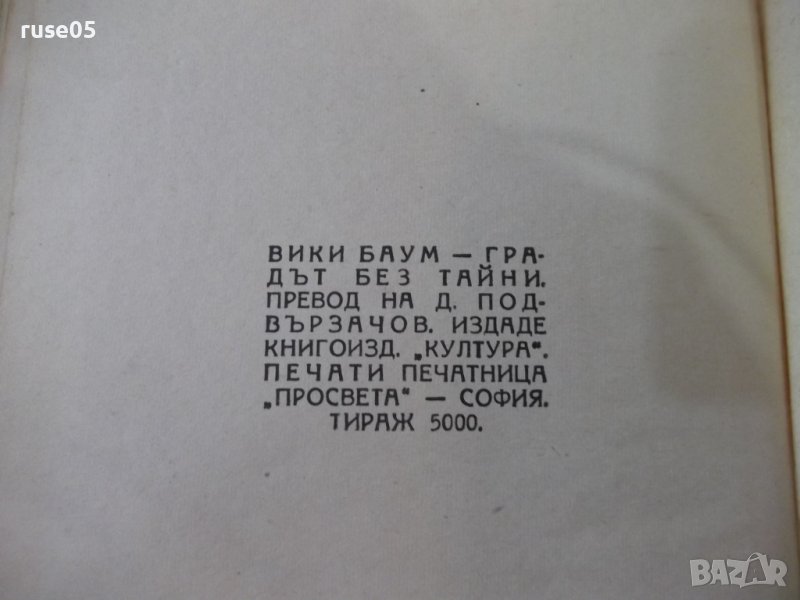 ruse05
ВИКИ БАУМ — ГРА-
ДЪТ БЕЗ ТАЙНИ.
ПРЕВОД НА Д. ПОД-
ВЪРЗАЧОВ. ИЗДАДЕ
КНИГОИЗД. „КУЛТУРА“.
ПЕЧАТИ ПЕЧАТНИЦА
„ПРОСВЕТА“ — СОФИЯ.
ТИРАЖ 5000.
BAZAR